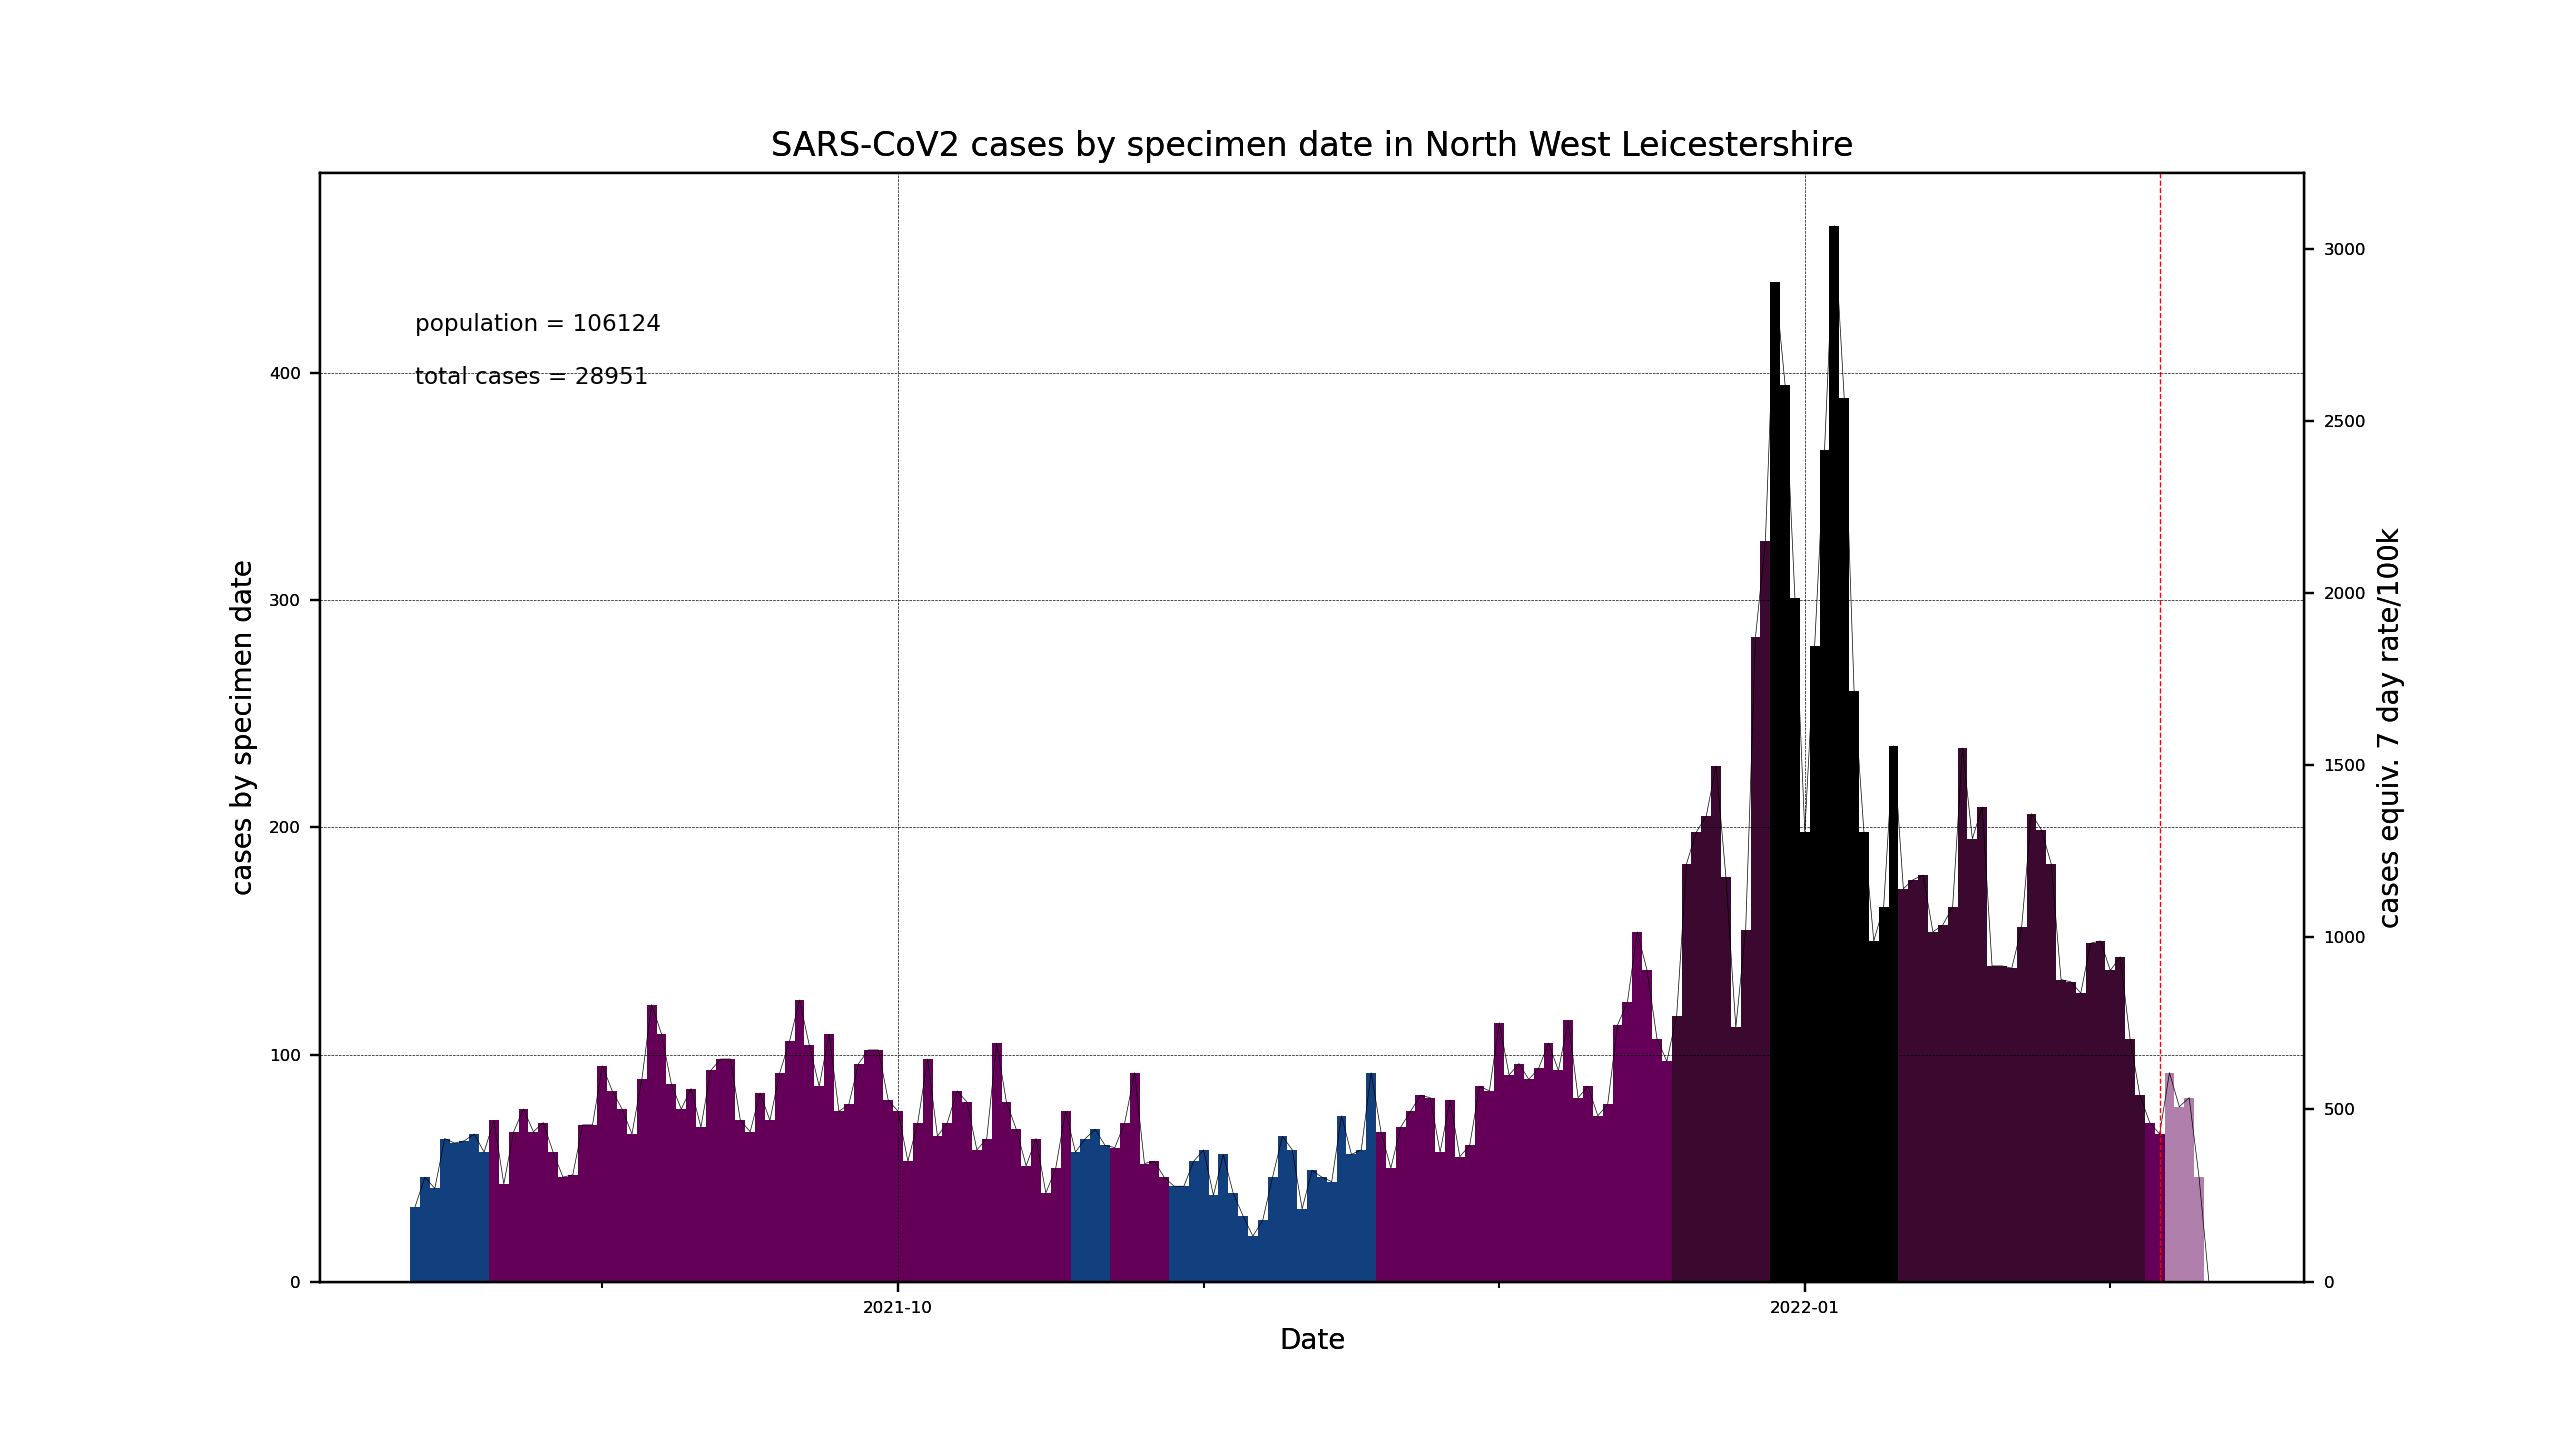 SARS-CoV2 cases by specimen date in North West Leicestershire
population = 106124
total cases = 28951
cases by specimen date
400
300
200
100
0
3000
2500
2000
1500
1000
500
0
cases equiv. 7 day rate/100k
2021-10
2022-01
Date